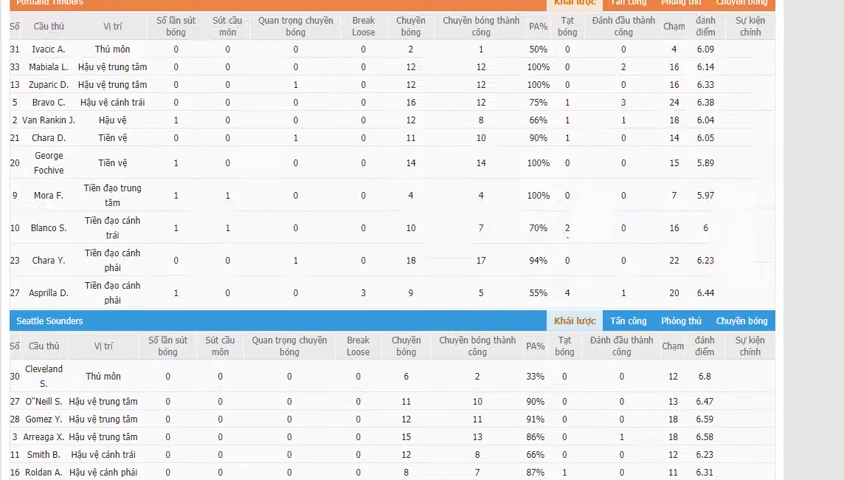 Portland Timbers Khái lược Tấn công Phòng thủ Chuyền bóng
Số Cầu thủ Vị trí Số lần sút bóng Sút cầu môn Quan trọng chuyền bóng Break Loose Chuyền bóng Chuyền bóng thành công PA% Tạt bóng Đánh đầu thành công Chạm đánh điểm Sự kiện chính
31 Ivacic A. Thủ môn 0 0 0 0 2 1 50% 0 0 4 6.09
33 Mabiala L. Hậu vệ trung tâm 0 0 0 0 12 12 100% 0 2 16 6.14
13 Zuparic D. Hậu vệ trung tâm 0 0 1 0 12 12 100% 0 0 16 6.33
5 Bravo C. Hậu vệ cánh trái 0 0 0 0 16 12 75% 1 3 24 6.38
2 Van Rankin J. Hậu vệ 1 0 0 0 12 8 66% 1 1 18 6.04
21 Chara D. Tiền vệ 0 0 1 0 11 10 90% 1 0 14 6.05
20 George Fochive Tiền vệ 1 0 0 0 14 14 100% 0 0 15 5.89
9 Mora F. Tiền đạo trung tâm 1 1 0 0 4 4 100% 0 0 7 5.97
10 Blanco S. Tiền đạo cánh trái 1 1 0 0 10 7 70% 2 0 16 6
23 Chara Y. Tiền đạo cánh phải 0 0 1 0 18 17 94% 0 0 22 6.23
27 Asprilla D. Tiền đạo cánh phải 1 0 0 3 9 5 55% 4 1 20 6.44
Seattle Sounders Khái lược Tấn công Phòng thủ Chuyền bóng
Số Cầu thủ Vị trí Số lần sút bóng Sút cầu môn Quan trọng chuyền bóng Break Loose Chuyền bóng Chuyền bóng thành công PA% Tạt bóng Đánh đầu thành công Chạm đánh điểm Sự kiện chính
30 Cleveland S. Thủ môn 0 0 0 0 6 2 33% 0 0 12 6.8
27 O"Neill S. Hậu vệ trung tâm 0 0 0 0 11 10 90% 0 0 13 6.47
28 Gomez Y. Hậu vệ trung tâm 0 0 0 0 12 11 91% 0 0 18 6.59
3 Arreaga X. Hậu vệ trung tâm 0 0 0 0 15 13 86% 0 1 18 6.58
11 Smith B. Hậu vệ cánh trái 0 0 0 0 12 8 66% 0 0 12 6.23
16 Roldan A. Hậu vệ cánh phải 0 0 0 0 8 7 87% 1 0 11 6.31